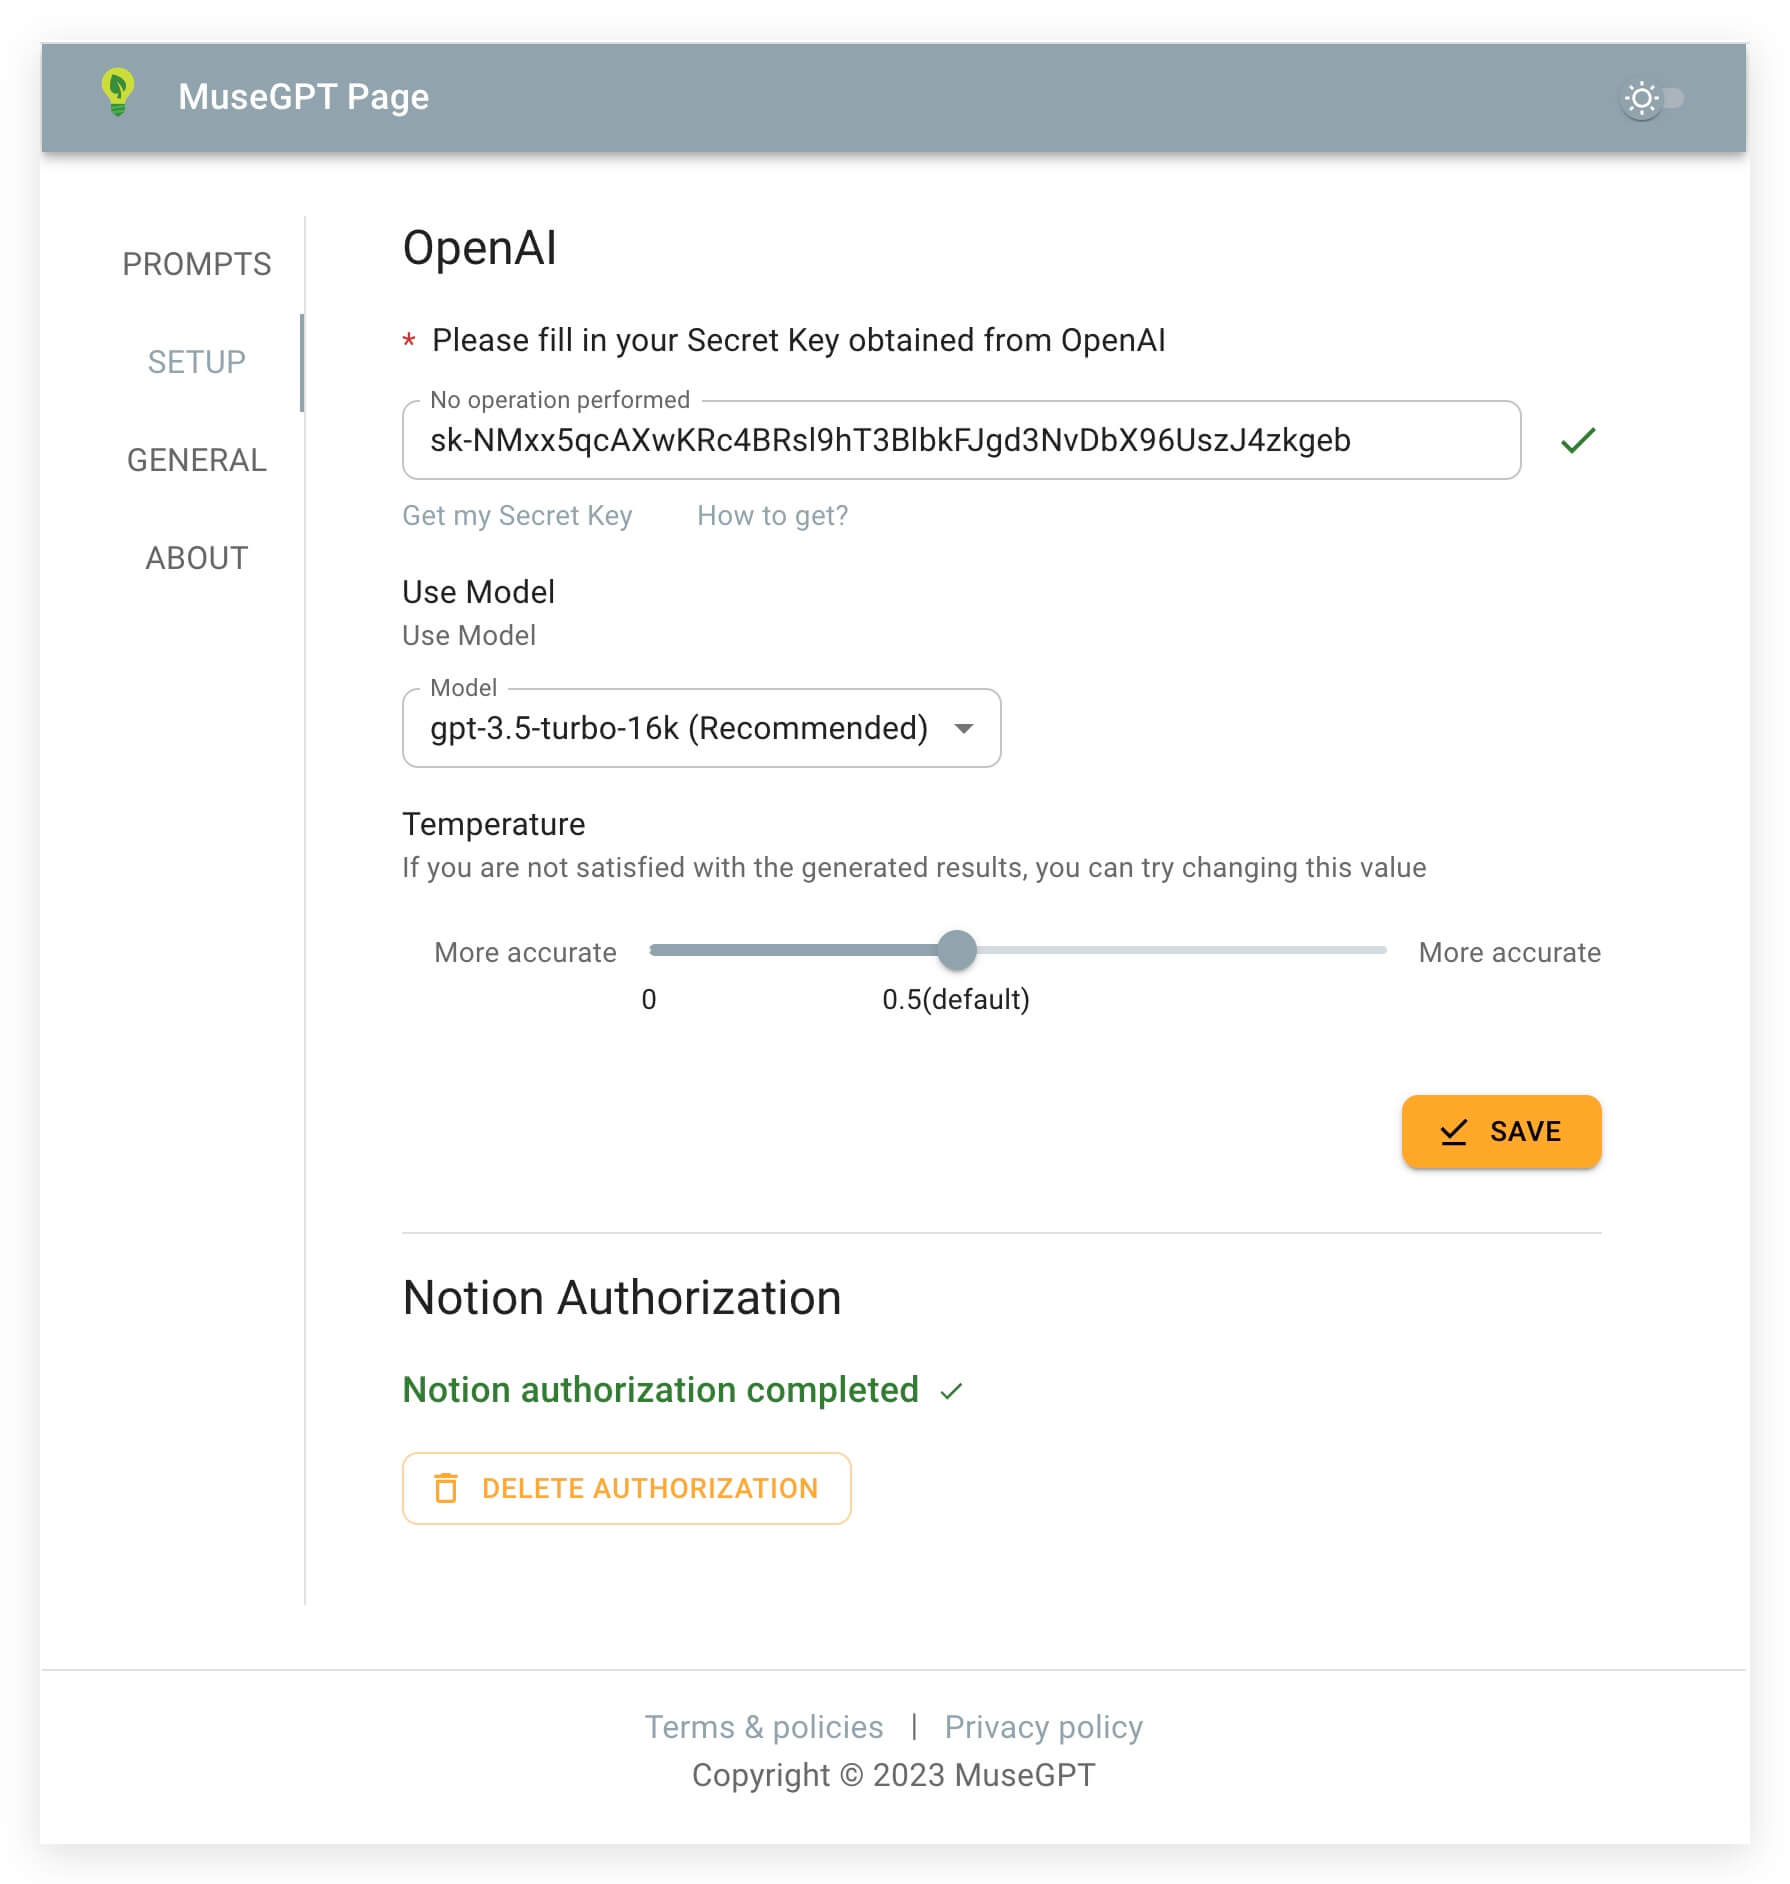 MuseGPT Page
PROMPTS
SETUP
GENERAL
ABOUT
OpenAI
* Please fill in your Secret Key obtained from OpenAI
No operation performed
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
Get my Secret Key How to get?
Use Model
Use Model
Model
gpt-3.5-turbo-16k (Recommended)
Temperature
If you are not satisfied with the generated results, you can try changing this value
More accurate More accurate
0 0.5(default)
SAVE
Notion Authorization
Notion authorization completed
DELETE AUTHORIZATION
Terms & policies | Privacy policy
Copyright © 2023 MuseGPT